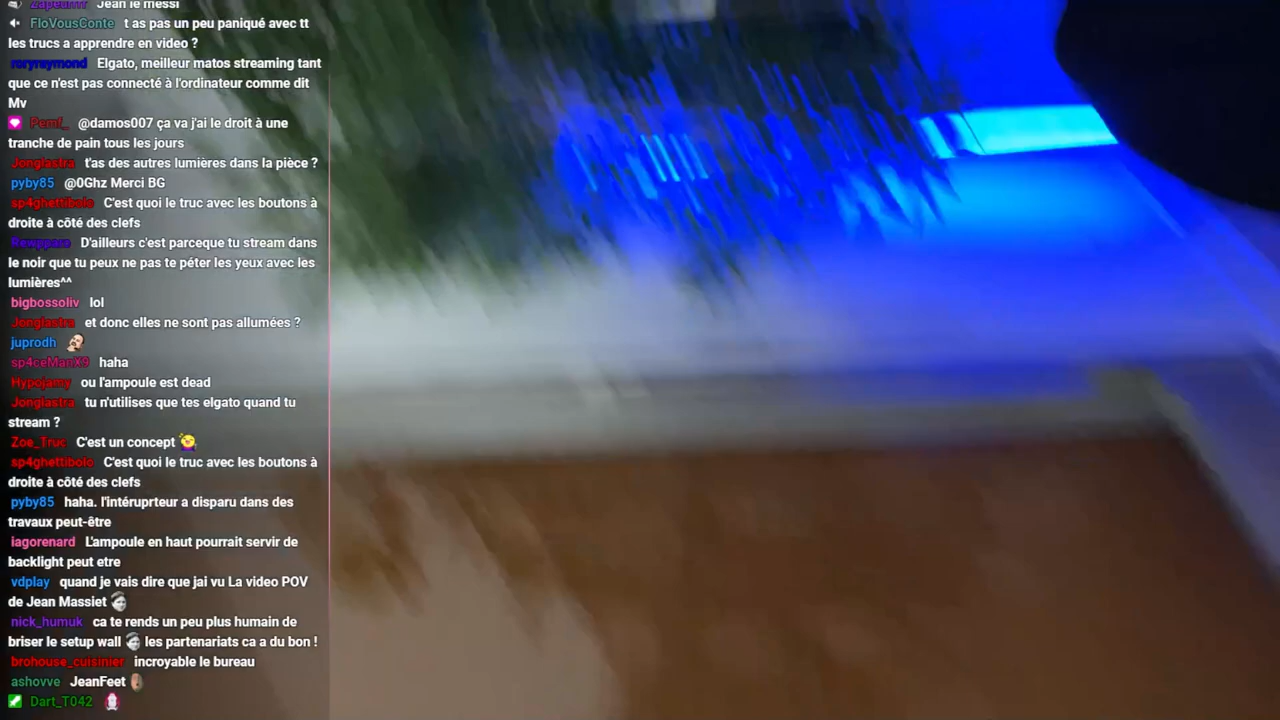 Zapeurrrr Jean le messi
FloVousConte t as pas un peu paniqué avec tt
les trucs a apprendre en video ?
roryraymond Elgato, meilleur matos streaming tant
que ce n'est pas connecté à l'ordinateur comme dit
Mv
Pemf_ @damos007 ça va j'ai le droit à une
tranche de pain tous les jours
Jonglastra t'as des autres lumières dans la pièce ?
pyby85 @0Ghz Merci BG
sp4ghettibolo C'est quoi le truc avec les boutons à
droite à côté des clefs
D'ailleurs c'est parceque tu stream dans
le noir que tu peux ne pas te péter les yeux avec les
lumières^^
bigbossoliv lol
Jonglastra et donc elles ne sont pas allumées ?
juprodh
sp4ceManX9 haha
Hypojamy ou l'ampoule est dead
Jonglastra tu n'utilises que tes elgato quand tu
stream ?
Zoe_Truc C'est un concept
sp4ghettibolo C'est quoi le truc avec les boutons à
droite à côté des clefs
pyby85 haha. l'intéruprteur a disparu dans des
travaux peut-être
iagorenard L'ampoule en haut pourrait servir de
backlight peut etre
vdplay quand je vais dire que jai vu La video POV
de Jean Massiet
nick_humuk ca te rends un peu plus humain de
briser le setup wall les partenariats ca a du bon !
brohouse_cuisinier incroyable le bureau
ashovve JeanFeet
Dart_T042